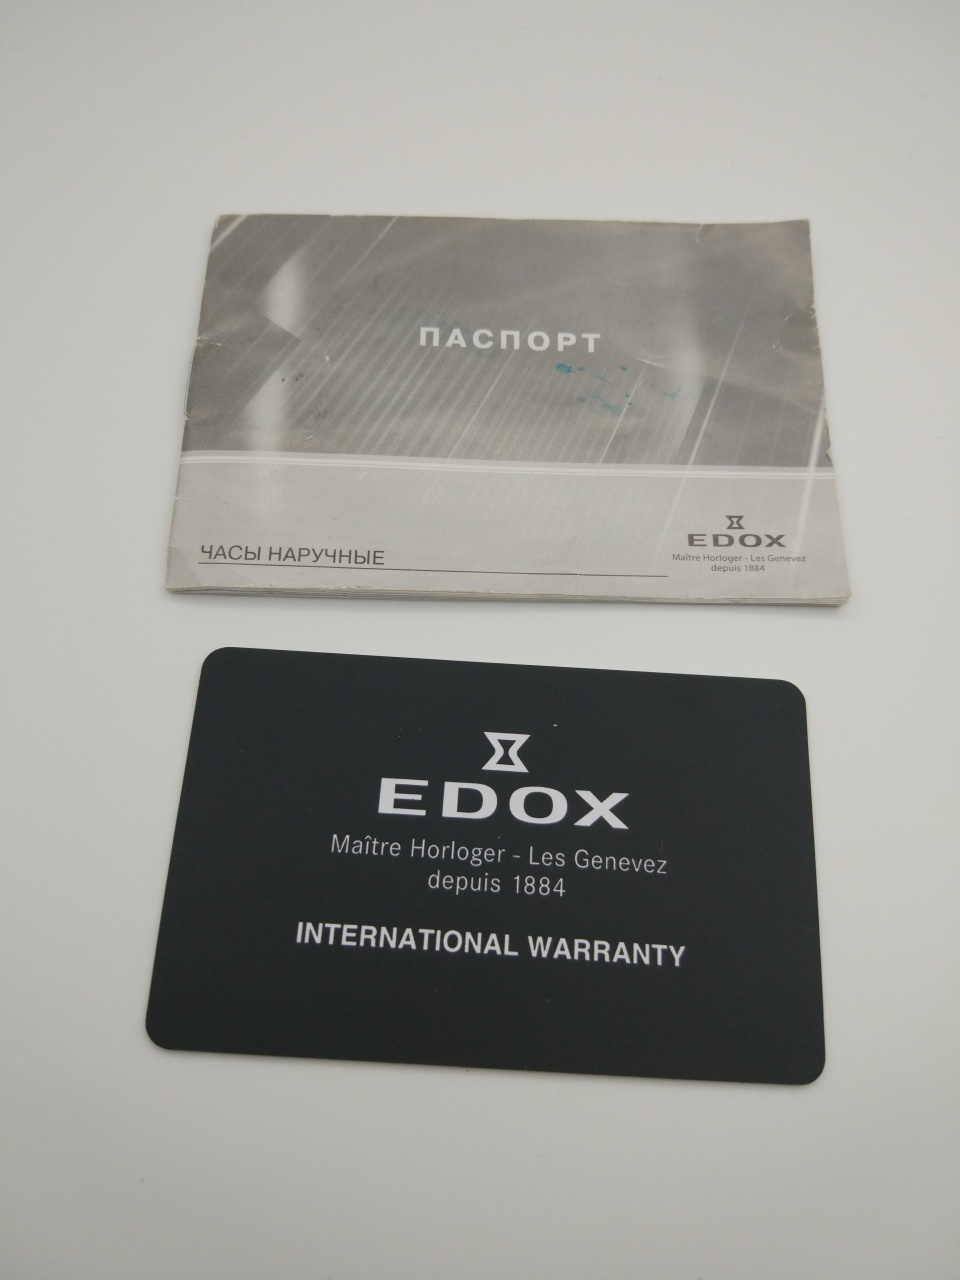 ПАСПОРТ
ЧАСЫ НАРУЧНЫЕ
EDOX
Maître Horloger - Les Genevez
depuis 1884
EDOX
Maître Horloger - Les Genevez
depuis 1884
INTERNATIONAL WARRANTY